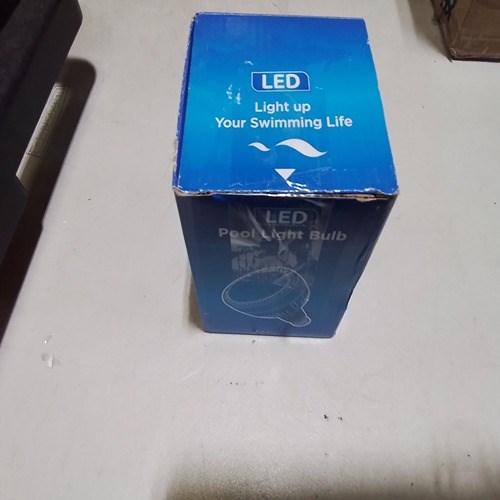 LED
Light up
Your Swimming Life
LED
Pool Light Bulb